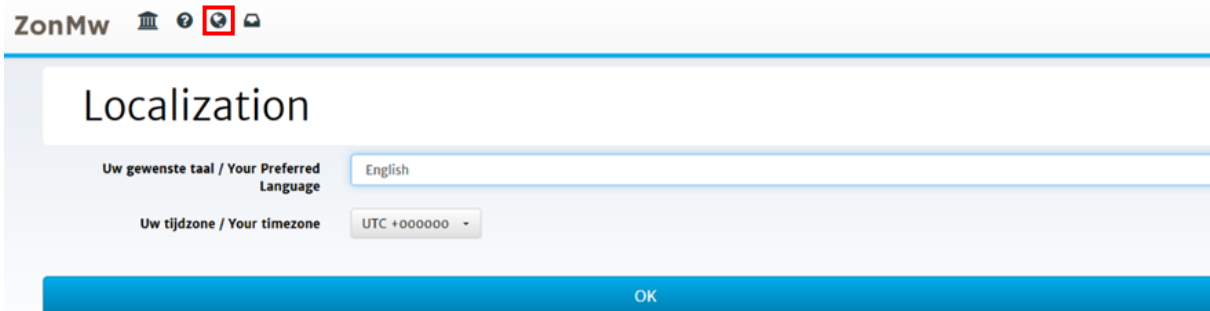 ZonMw
Localization
Uw gewenste taal / Your Preferred
Language
English
Uw tijdzone / Your timezone
UTC +000000
OK